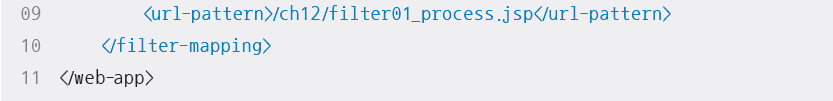 09 <url-pattern>/ch12/filter01_process.jsp</url-pattern>
10 </filter-mapping>
11 </web-app>